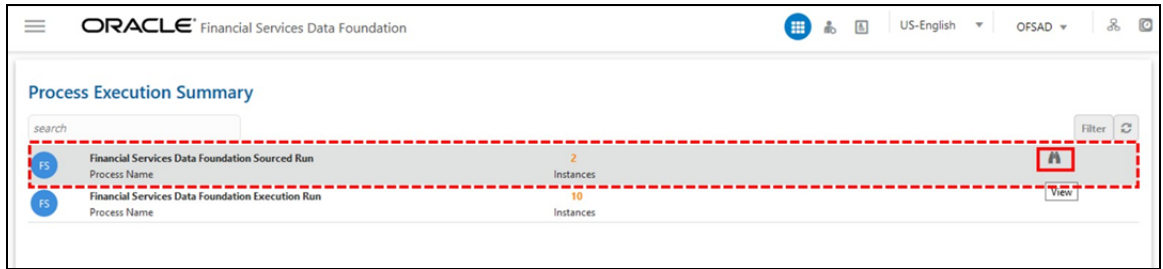 ORACLE Financial Services Data Foundation US-English OFSAD
Process Execution Summary
search Filter
FS Financial Services Data Foundation Sourced Run 2
Process Name Instances
View
FS Financial Services Data Foundation Execution Run 10
Process Name Instances